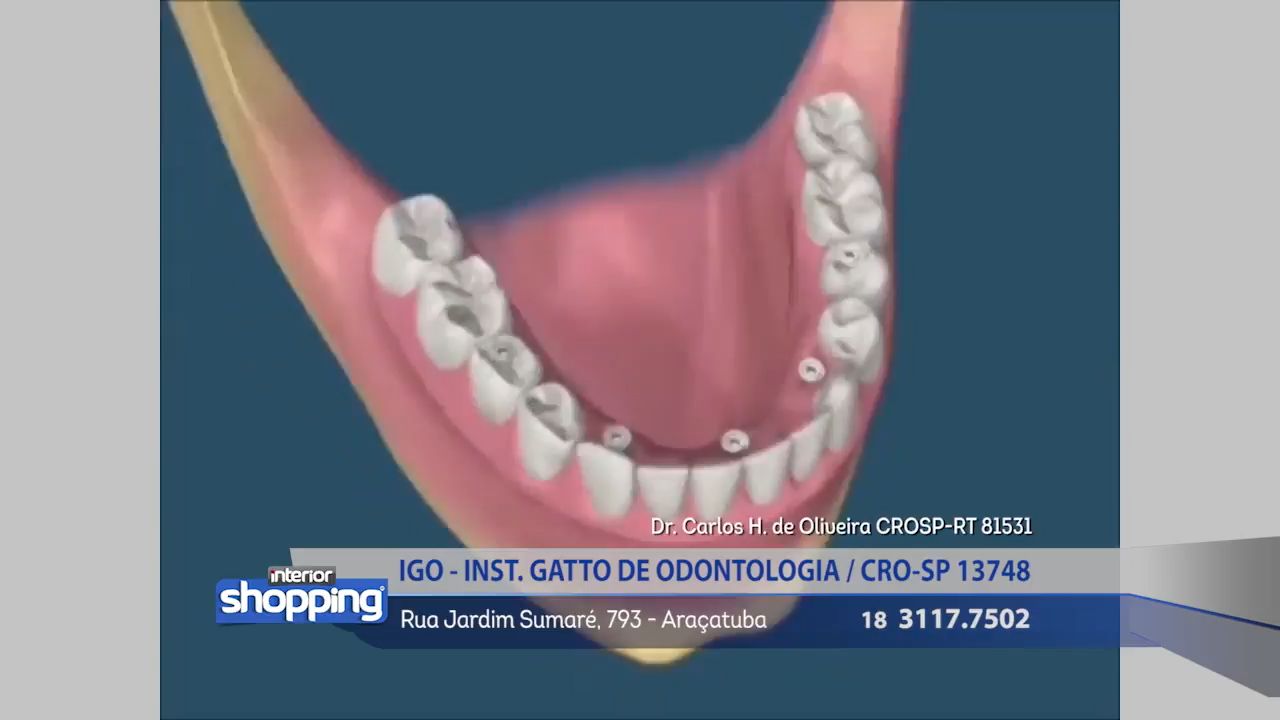 Dr. Carlos H. de Oliveira CROSP-RT 81531
IGO - INST. GATTO DE ODONTOLOGIA / CRO-SP 13748
interior
shopping
Rua Jardim Sumaré, 793 - Araçatuba 18 3117.7502